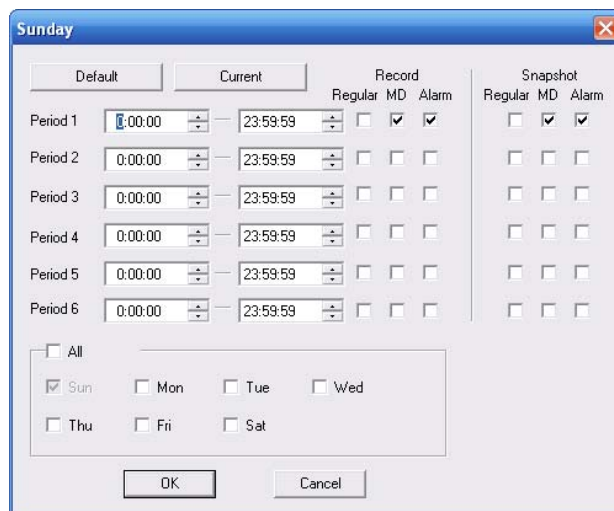 Sunday
Default Current Record Snapshot
Regular MD Alarm Regular MD Alarm
Period 1 0:00:00 23:59:59
Period 2 0:00:00 23:59:59
Period 3 0:00:00 23:59:59
Period 4 0:00:00 23:59:59
Period 5 0:00:00 23:59:59
Period 6 0:00:00 23:59:59
All
Sun Mon Tue Wed
Thu Fri Sat
OK Cancel